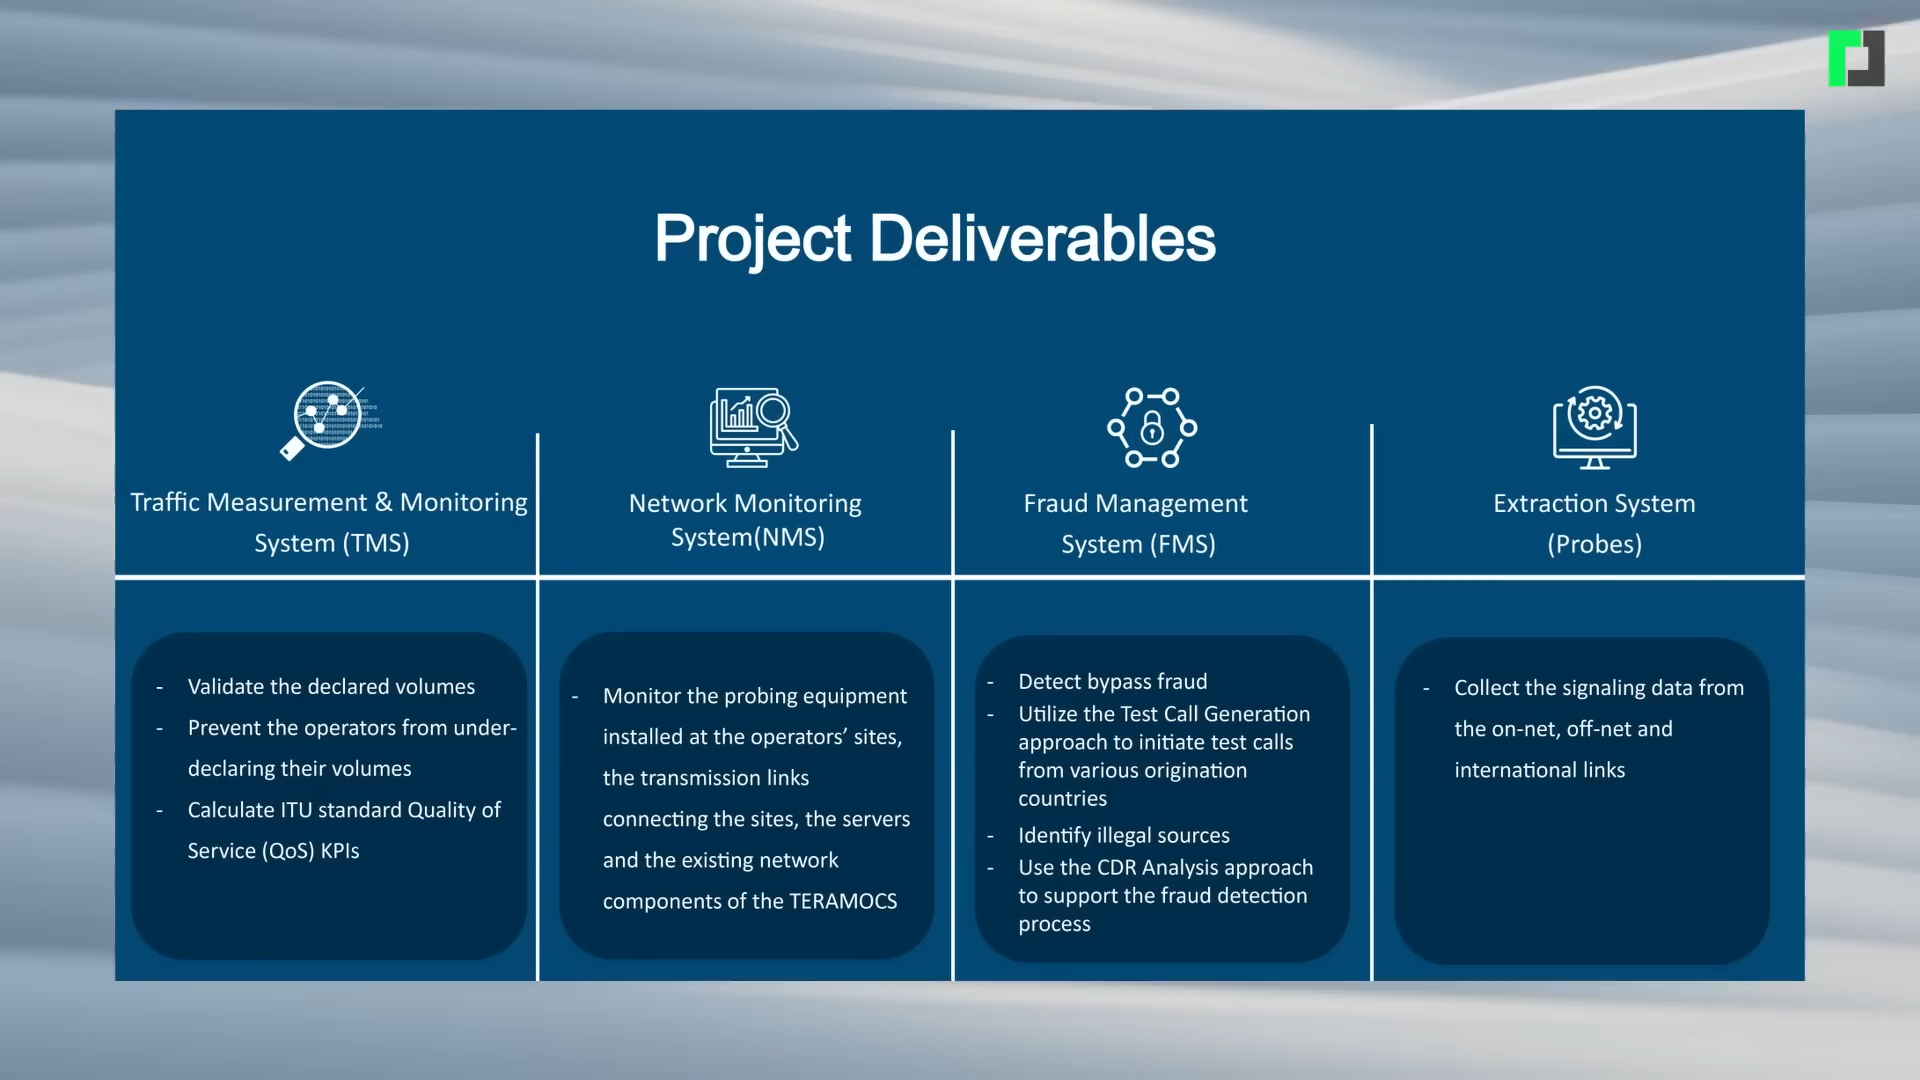 Project Deliverables
Traffic Measurement & Monitoring
System (TMS)
Network Monitoring
System(NMS)
Fraud Management
System (FMS)
Extraction System
(Probes)
- Validate the declared volumes
- Prevent the operators from under-
declaring their volumes
- Calculate ITU standard Quality of
Service (QoS) KPIs
- Monitor the probing equipment
installed at the operators’ sites,
the transmission links
connecting the sites, the servers
and the existing network
components of the TERAMOCS
- Detect bypass fraud
- Utilize the Test Call Generation
approach to initiate test calls
from various origination
countries
- Identify illegal sources
- Use the CDR Analysis approach
to support the fraud detection
process
- Collect the signaling data from
the on-net, off-net and
international links